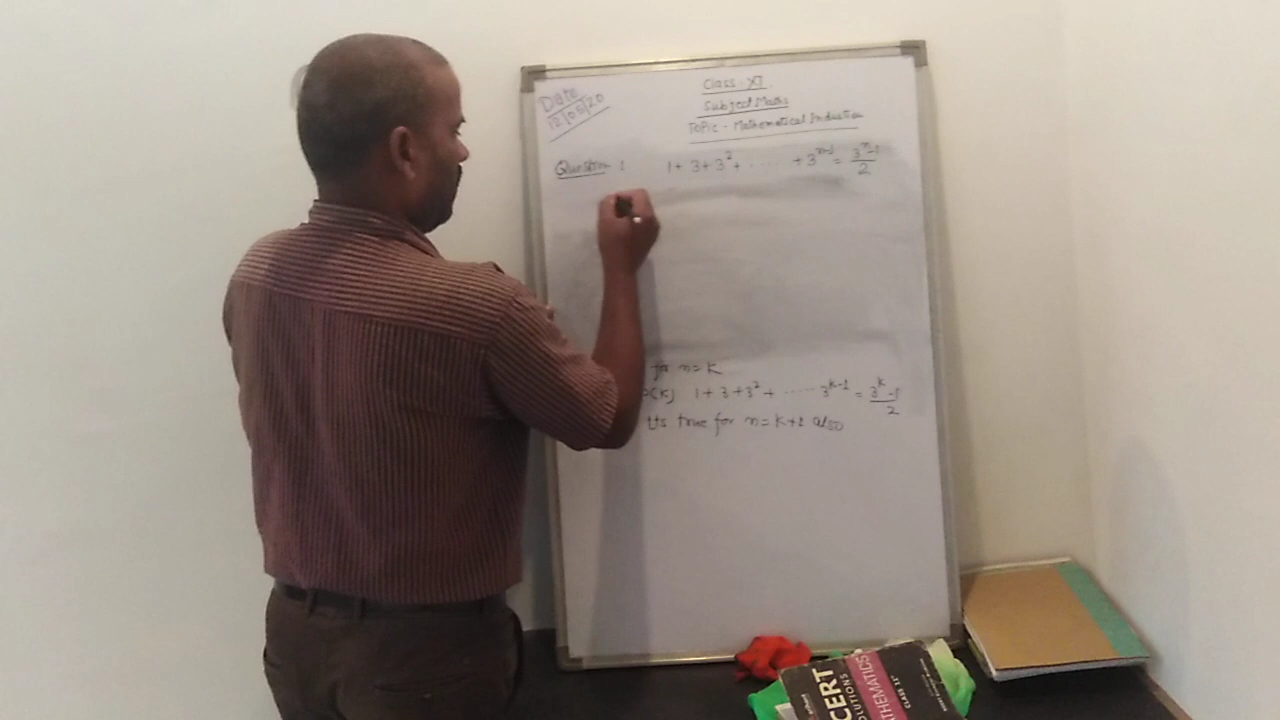 Date
12/06/20
Class - XI
Subject Maths
Topic - Mathematical Induction
Question 1 1 + 3 + 3² + ...... + 3ⁿ⁻¹ = 3ⁿ-1/2
for n = k
P(K) 1 + 3 + 3² + ...... 3ᵏ⁻¹ = 3ᵏ-1/2
Its true for n = k+1 also
NCERT
SOLUTIONS
MATHEMATICS
CLASS 11ᵀᴴ